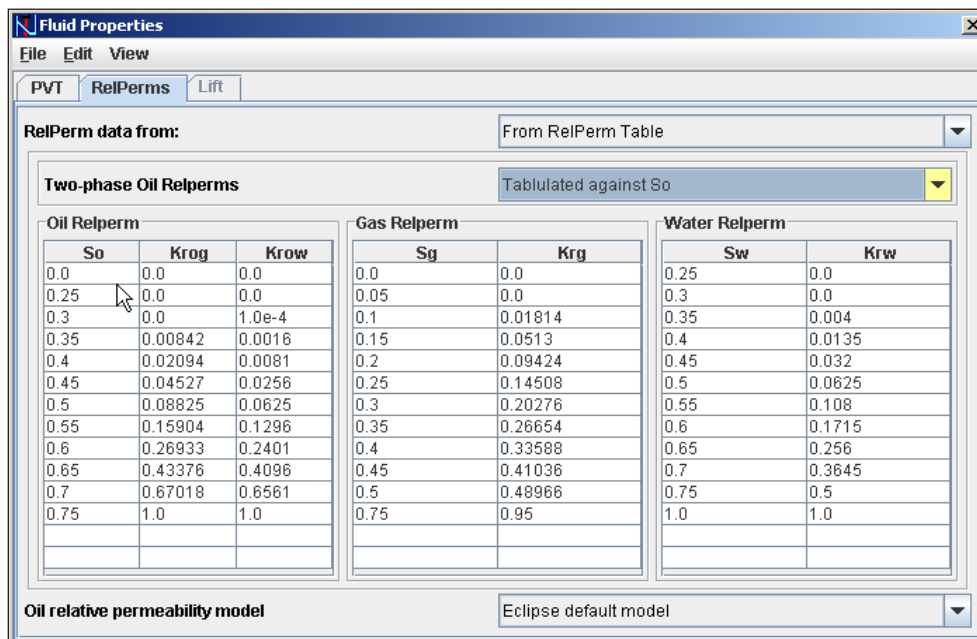 Fluid Properties
File Edit View
PVT RelPerms Lift
RelPerm data from: From RelPerm Table
Two-phase Oil Relperms Tablulated against So
Oil Relperm Gas Relperm Water Relperm
So Krog Krow Sg Krg Sw Krw
0.0 0.0 0.0 0.0 0.0 0.25 0.0
0.25 0.0 0.0 0.05 0.0 0.3 0.0
0.3 0.0 1.0e-4 0.1 0.01814 0.35 0.004
0.35 0.00842 0.0016 0.15 0.0513 0.4 0.0135
0.4 0.02094 0.0081 0.2 0.09424 0.45 0.032
0.45 0.04527 0.0256 0.25 0.14508 0.5 0.0625
0.5 0.08825 0.0625 0.3 0.20276 0.55 0.108
0.55 0.15904 0.1296 0.35 0.26654 0.6 0.1715
0.6 0.26933 0.2401 0.4 0.33588 0.65 0.256
0.65 0.43376 0.4096 0.45 0.41036 0.7 0.3645
0.7 0.67018 0.6561 0.5 0.48966 0.75 0.5
0.75 1.0 1.0 0.75 0.95 1.0 1.0
Oil relative permeability model Eclipse default model